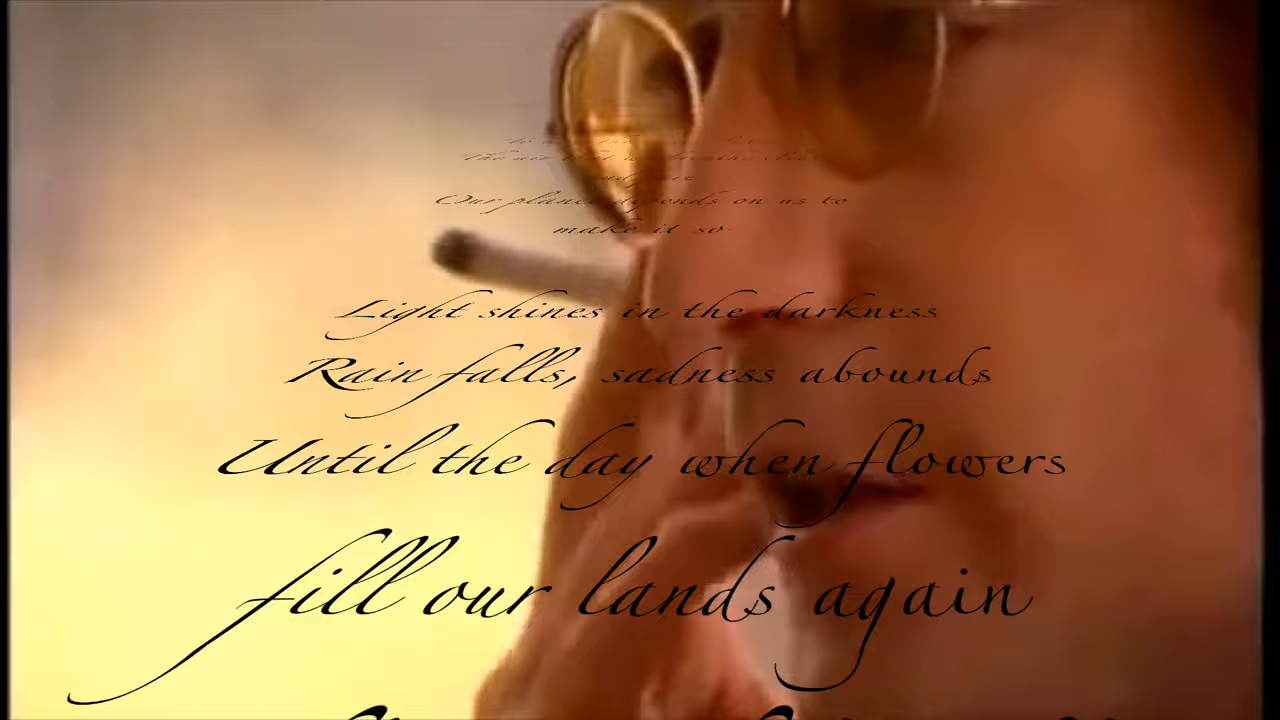 Our planet depends on us to
make it so
Light shines in the darkness
Rain falls, sadness abounds
Until the day when flowers
fill our lands again